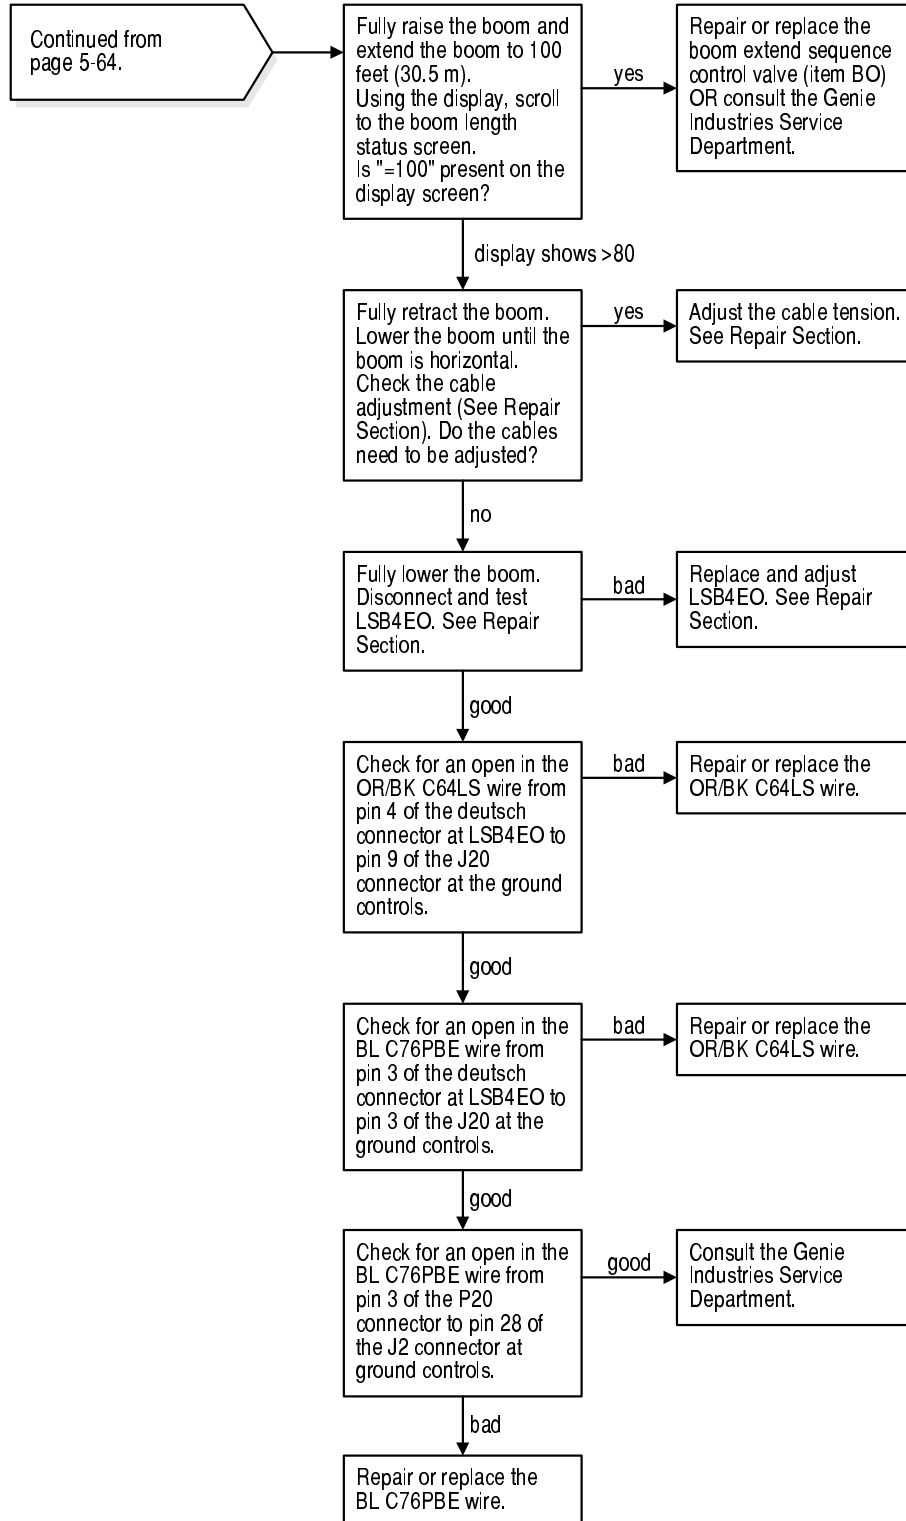 Continued from
page 5-64.
Fully raise the boom and
extend the boom to 100
feet (30.5 m).
Using the display, scroll
to the boom length
status screen.
Is "=100" present on the
display screen?
yes
Repair or replace the
boom extend sequence
control valve (item BO)
OR consult the Genie
Industries Service
Department.
display shows >80
Fully retract the boom.
Lower the boom until the
boom is horizontal.
Check the cable
adjustment (See Repair
Section). Do the cables
need to be adjusted?
yes
Adjust the cable tension.
See Repair Section.
no
Fully lower the boom.
Disconnect and test
LSB4EO. See Repair
Section.
bad
Replace and adjust
LSB4EO. See Repair
Section.
good
Check for an open in the
OR/BK C64LS wire from
pin 4 of the deutsch
connector at LSB4EO to
pin 9 of the J20
connector at the ground
controls.
bad
Repair or replace the
OR/BK C64LS wire.
good
Check for an open in the
BL C76PBE wire from
pin 3 of the deutsch
connector at LSB4EO to
pin 3 of the J20 at the
ground controls.
bad
Repair or replace the
OR/BK C64LS wire.
good
Check for an open in the
BL C76PBE wire from
pin 3 of the P20
connector to pin 28 of
the J2 connector at
ground controls.
good
Consult the Genie
Industries Service
Department.
bad
Repair or replace the
BL C76PBE wire.